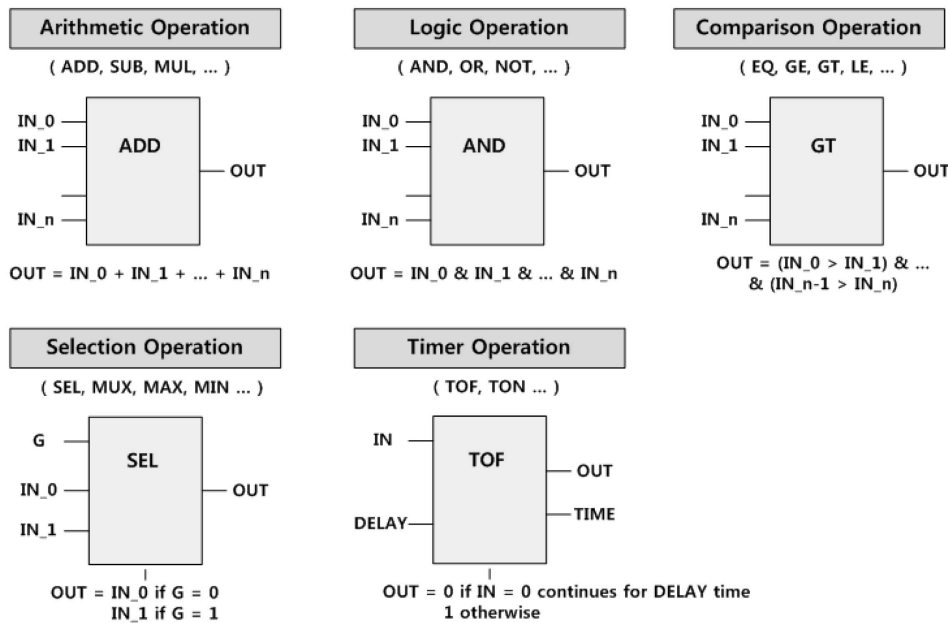 Arithmetic Operation
( ADD, SUB, MUL, ... )
IN_0
IN_1
ADD
OUT
IN_n
OUT = IN_0 + IN_1 + ... + IN_n
Logic Operation
( AND, OR, NOT, ... )
IN_0
IN_1
AND
OUT
IN_n
OUT = IN_0 & IN_1 & ... & IN_n
Comparison Operation
( EQ, GE, GT, LE, ... )
IN_0
IN_1
GT
OUT
IN_n
OUT = (IN_0 > IN_1) & ...
& (IN_n-1 > IN_n)
Selection Operation
( SEL, MUX, MAX, MIN ... )
G
SEL
IN_0
OUT
IN_1
OUT = IN_0 if G = 0
IN_1 if G = 1
Timer Operation
( TOF, TON ... )
IN
TOF
OUT
DELAY
TIME
OUT = 0 if IN = 0 continues for DELAY time
1 otherwise